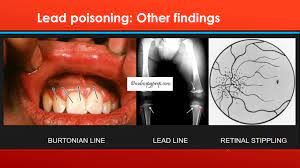 Lead poisoning: Other findings
BURTONIAN LINE
LEAD LINE
RETINAL STIPPLING